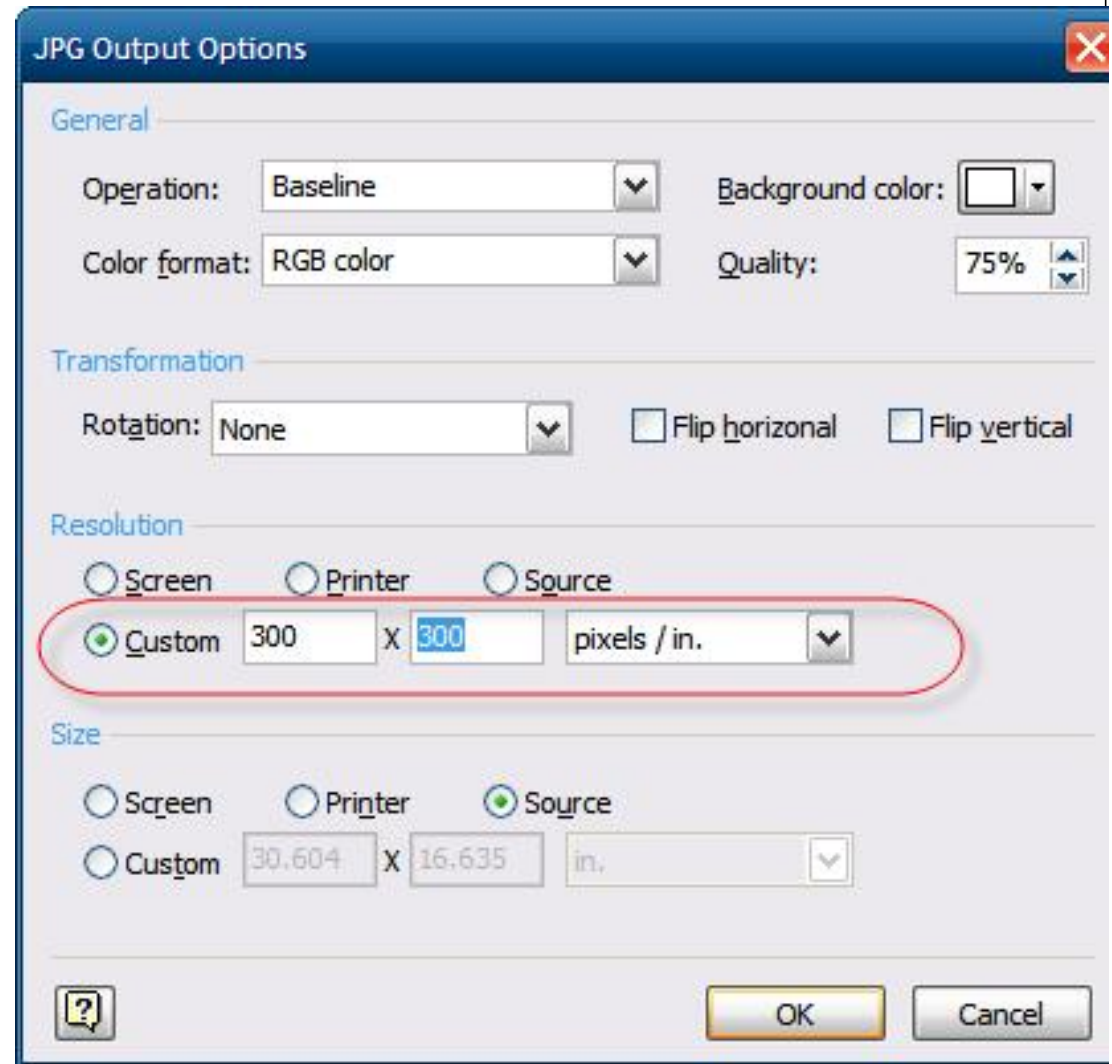 JPG Output Options
General
Operation: Baseline Background color:
Color format: RGB color Quality: 75%
Transformation
Rotation: None Flip horizonal Flip vertical
Resolution
Screen Printer Source
Custom 300 X 300 pixels / in.
Size
Screen Printer Source
Custom 30.604 X 16.635 in.
? OK Cancel